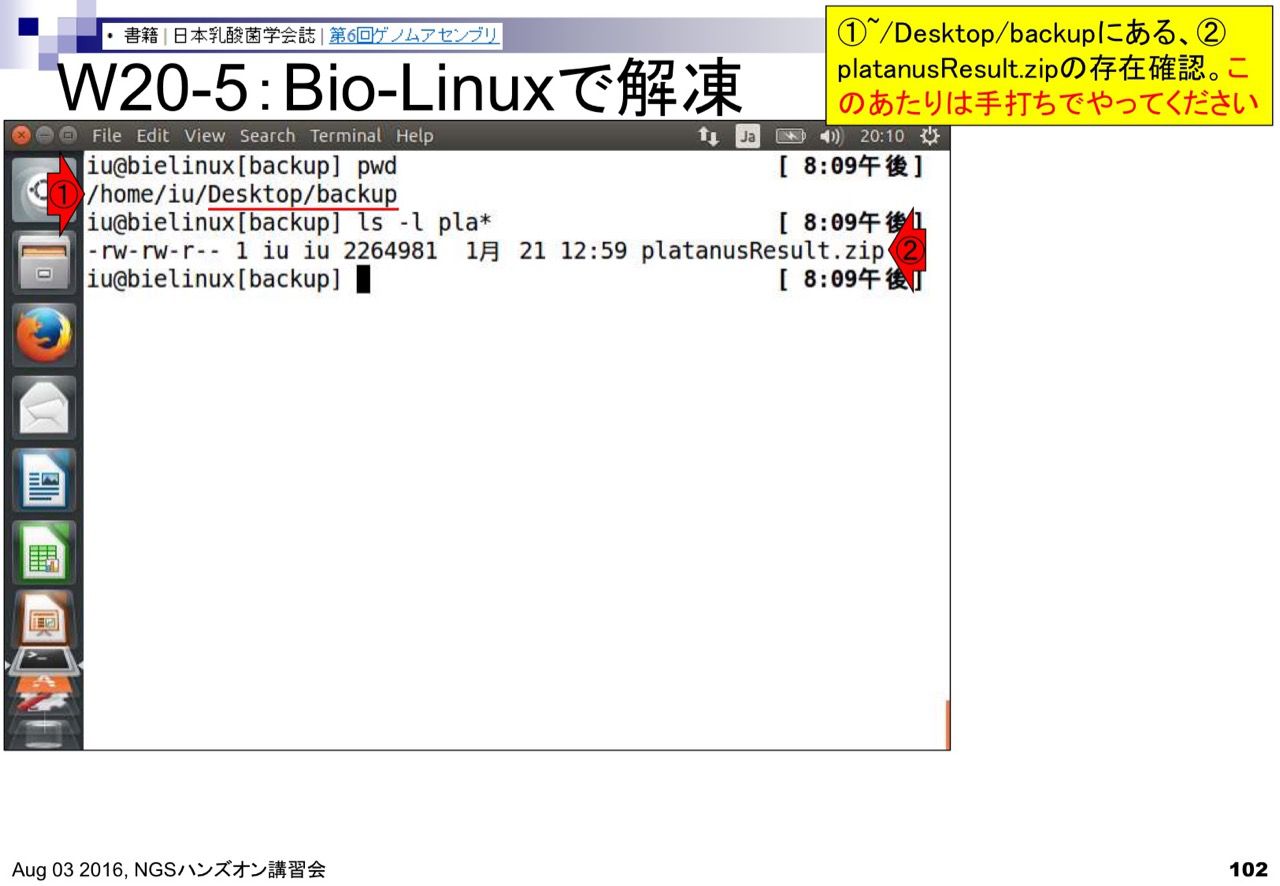 • 書籍 | 日本乳酸菌学会誌 | 第6回ゲノムアセンブリ
W20-5:Bio-Linuxで解凍
①~/Desktop/backupにある、②
platanusResult.zipの存在確認。こ
のあたりは手打ちでやってください
File Edit View Search Terminal Help Ja 20:10
iu@bielinux[backup] pwd [ 8:09午後]
① /home/iu/Desktop/backup
iu@bielinux[backup] ls -l pla* [ 8:09午後]
-rw-rw-r-- 1 iu iu 2264981 1月 21 12:59 platanusResult.zip ②
iu@bielinux[backup] [ 8:09午後]
Aug 03 2016, NGSハンズオン講習会
102